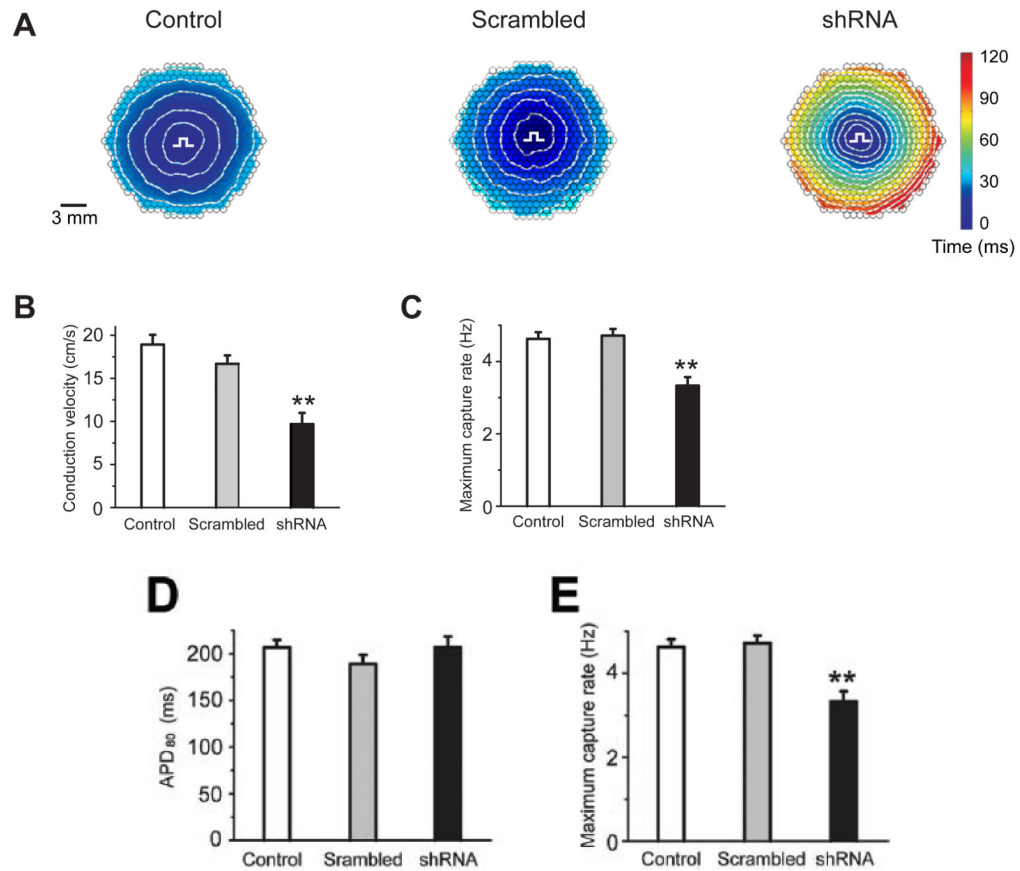 A
Control
Scrambled
shRNA
120
90
60
30
0
Time (ms)
3 mm
B
Conduction velocity (cm/s)
20
15
10
5
0
**
Control
Scrambled
shRNA
C
Maximum capture rate (Hz)
4
2
0
**
Control
Scrambled
shRNA
D
APD80 (ms)
200
150
100
50
0
Control
Srambled
shRNA
E
Maximum capture rate (Hz)
4
2
0
**
Control
Scrambled
shRNA